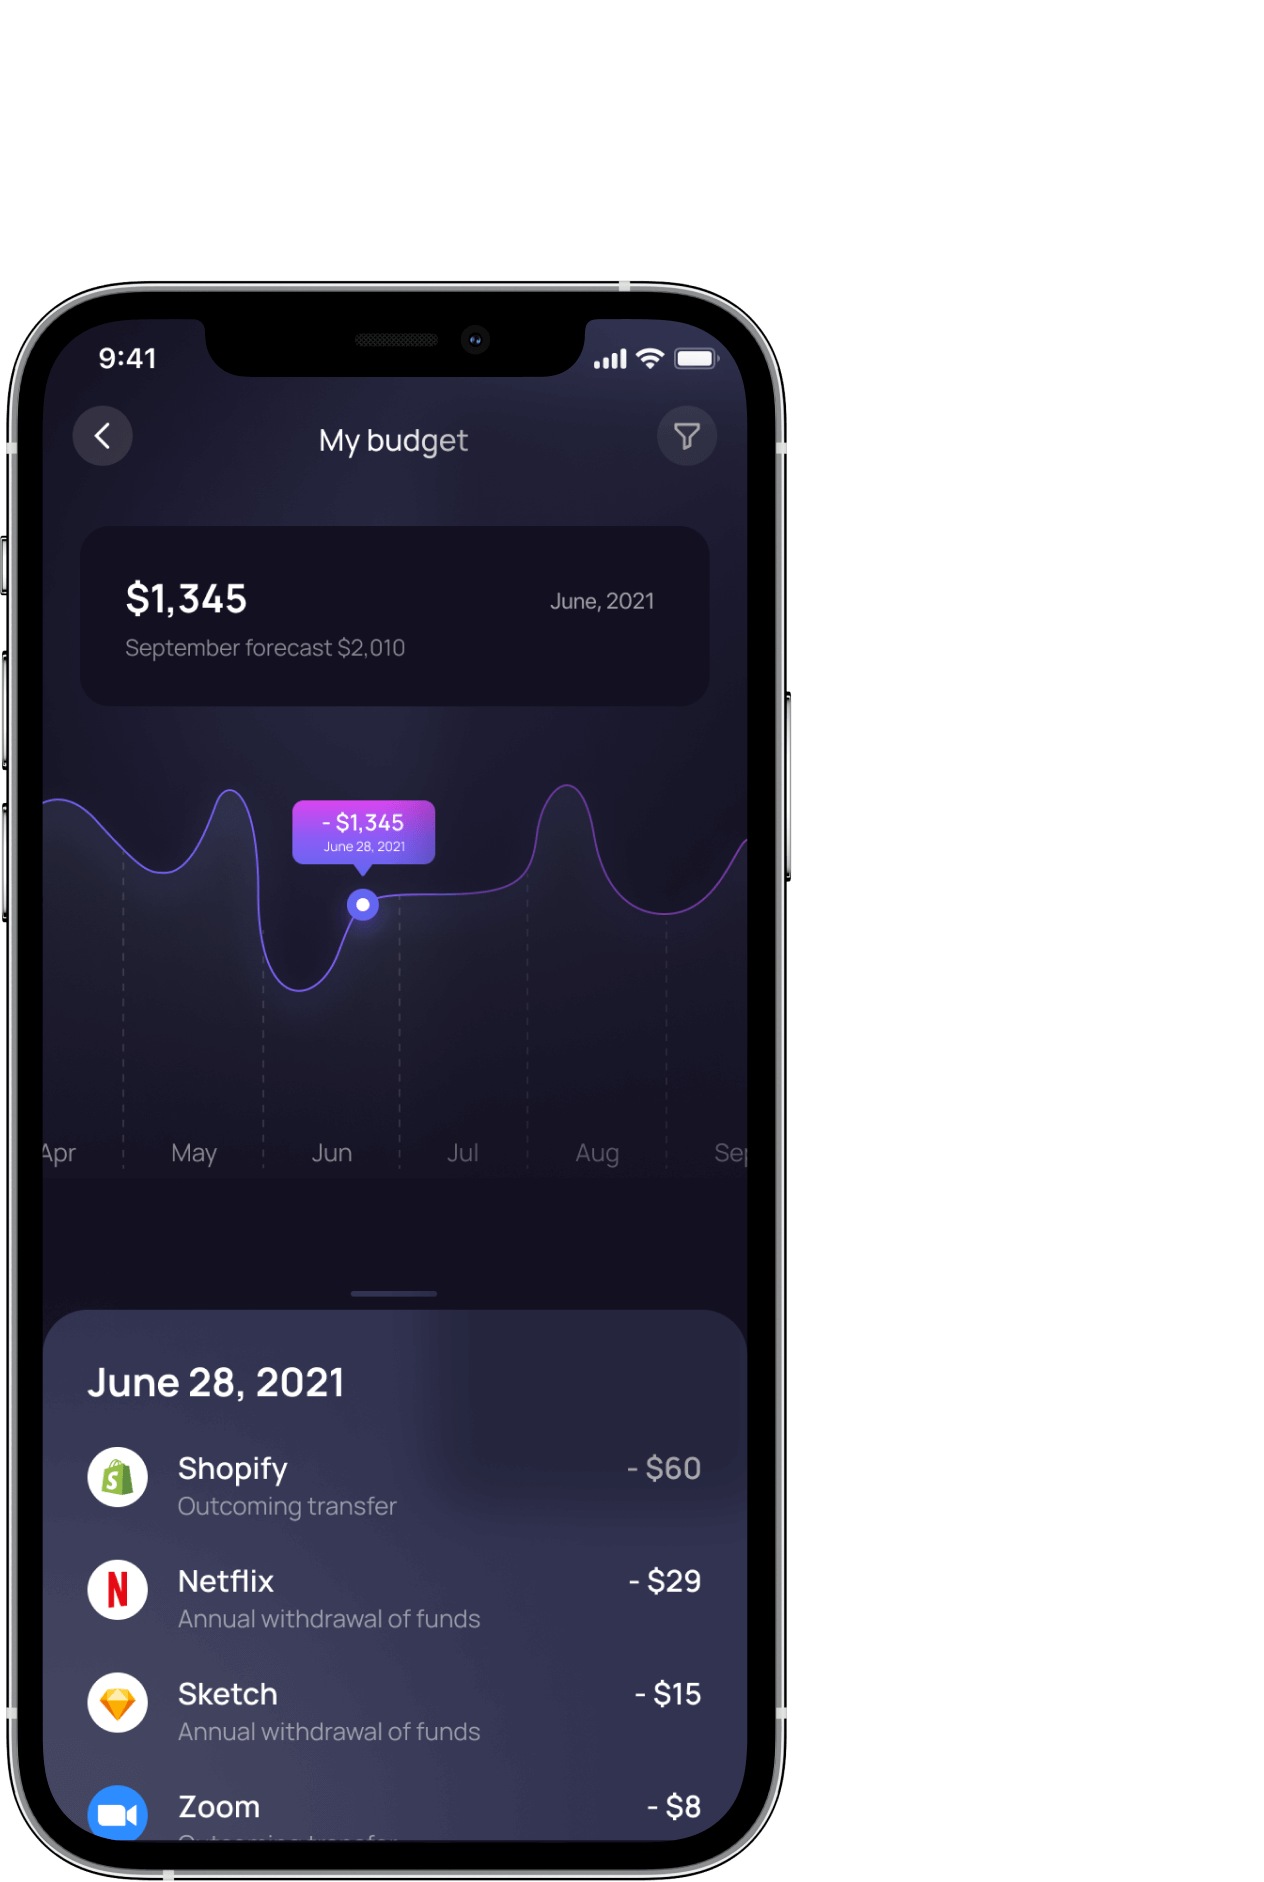 9:41
My budget
$1,345
June, 2021
September forecast $2,010
- $1,345
June 28, 2021
Apr
May
Jun
Jul
Aug
Sep
June 28, 2021
Shopify
- $60
Outcoming transfer
Netflix
- $29
Annual withdrawal of funds
Sketch
- $15
Annual withdrawal of funds
Zoom
- $8
Outcoming transfer